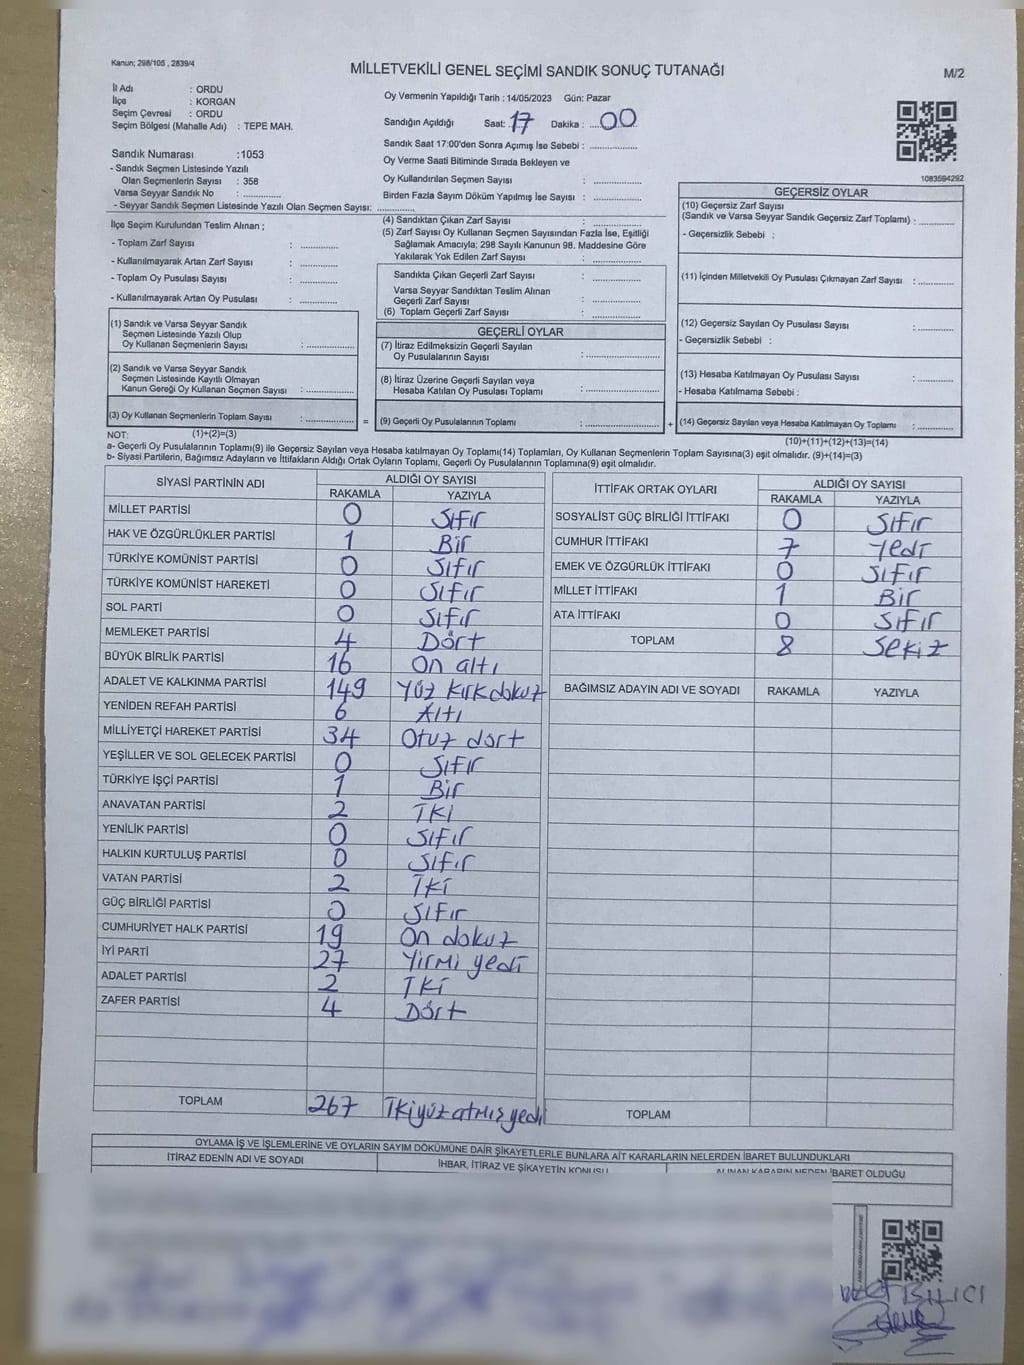 Kanun; 298/105 , 2839/4
MİLLETVEKİLİ GENEL SEÇİMİ SANDIK SONUÇ TUTANAĞI
M/2
İl Adı : ORDU
İlçe : KORGAN
Seçim Çevresi : ORDU
Seçim Bölgesi (Mahalle Adı) : TEPE MAH.
Oy Vermenin Yapıldığı Tarih : 14/05/2023 Gün: Pazar
Sandığın Açıldığı Saat: 17 Dakika : 00
Sandık Saat 17:00'den Sonra Açımış İse Sebebi :
Oy Verme Saati Bitiminde Sırada Bekleyen ve
Oy Kullandırılan Seçmen Sayısı :
Birden Fazla Sayım Döküm Yapılmış İse Sayısı :
1083594292
Sandık Numarası :1053
- Sandık Seçmen Listesinde Yazılı
Olan Seçmenlerin Sayısı : 358
Varsa Seyyar Sandık No :
- Seyyar Sandık Seçmen Listesinde Yazılı Olan Seçmen Sayısı:
İlçe Seçim Kurulundan Teslim Alınan ;
- Toplam Zarf Sayısı :
- Kullanılmayarak Artan Zarf Sayısı :
- Toplam Oy Pusulası Sayısı :
- Kullanılmayarak Artan Oy Pusulası :
(1) Sandık ve Varsa Seyyar Sandık
Seçmen Listesinde Yazılı Olup
Oy Kullanan Seçmenlerin Sayısı :
(2) Sandık ve Varsa Seyyar Sandık
Seçmen Listesinde Kayıtlı Olmayan
Kanun Gereği Oy Kullanan Seçmen Sayısı :
(3) Oy Kullanan Seçmenlerin Toplam Sayısı :
(4) Sandıktan Çıkan Zarf Sayısı :
(5) Zarf Sayısı Oy Kullanan Seçmen Sayısından Fazla İse, Eşitliği
Sağlamak Amacıyla; 298 Sayılı Kanunun 98. Maddesine Göre
Yakılarak Yok Edilen Zarf Sayısı :
Sandıkta Çıkan Geçerli Zarf Sayısı :
Varsa Seyyar Sandıktan Teslim Alınan
Geçerli Zarf Sayısı :
(6) Toplam Geçerli Zarf Sayısı :
GEÇERLİ OYLAR
(7) İtiraz Edilmeksizin Geçerli Sayılan
Oy Pusulalarının Sayısı :
(8) İtiraz Üzerine Geçerli Sayılan veya
Hesaba Katılan Oy Pusulası Toplamı :
= (9) Geçerli Oy Pusulalarının Toplamı :
GEÇERSİZ OYLAR
(10) Geçersiz Zarf Sayısı
(Sandık ve Varsa Seyyar Sandık Geçersiz Zarf Toplamı) :
- Geçersizlik Sebebi :
(11) İçinden Milletvekili Oy Pusulası Çıkmayan Zarf Sayısı :
(12) Geçersiz Sayılan Oy Pusulası Sayısı :
- Geçersizlik Sebebi :
(13) Hesaba Katılmayan Oy Pusulası Sayısı :
- Hesaba Katılmama Sebebi :
+ (14) Geçersiz Sayılan veya Hesaba Katılmayan Oy Toplamı :
NOT: (1)+(2)=(3)
(10)+(11)+(12)+(13)=(14)
a- Geçerli Oy Pusulalarının Toplamı(9) ile Geçersiz Sayılan veya Hesaba katılmayan Oy Toplamı(14) Toplamları, Oy Kullanan Seçmenlerin Toplam Sayısına(3) eşit olmalıdır. (9)+(14)=(3)
b- Siyasi Partilerin, Bağımsız Adayların ve İttifakların Aldığı Ortak Oyların Toplamı, Geçerli Oy Pusulalarının Toplamına(9) eşit olmalıdır.
SİYASİ PARTİNİN ADI ALDIĞI OY SAYISI
RAKAMLA YAZIYLA
MİLLET PARTİSİ 0 Sıfır
HAK VE ÖZGÜRLÜKLER PARTİSİ 1 Bir
TÜRKİYE KOMÜNİST PARTİSİ 0 Sıfır
TÜRKİYE KOMÜNİST HAREKETİ 0 Sıfır
SOL PARTİ 0 Sıfır
MEMLEKET PARTİSİ 4 Dört
BÜYÜK BİRLİK PARTİSİ 16 On altı
ADALET VE KALKINMA PARTİSİ 149 Yüz kırkdokuz
YENİDEN REFAH PARTİSİ 6 Altı
MİLLİYETÇİ HAREKET PARTİSİ 34 Otuz dört
YEŞİLLER VE SOL GELECEK PARTİSİ 0 Sıfır
TÜRKİYE İŞÇİ PARTİSİ 1 Bir
ANAVATAN PARTİSİ 2 İki
YENİLİK PARTİSİ 0 Sıfır
HALKIN KURTULUŞ PARTİSİ 0 Sıfır
VATAN PARTİSİ 2 İki
GÜÇ BİRLİĞİ PARTİSİ 0 Sıfır
CUMHURİYET HALK PARTİSİ 19 On dokuz
İYİ PARTİ 27 Yirmi yedi
ADALET PARTİSİ 2 İki
ZAFER PARTİSİ 4 Dört
TOPLAM 267 İkiyüzatmışyedi
İTTİFAK ORTAK OYLARI ALDIĞI OY SAYISI
RAKAMLA YAZIYLA
SOSYALİST GÜÇ BİRLİĞİ İTTİFAKI 0 Sıfır
CUMHUR İTTİFAKI 7 Yedi
EMEK VE ÖZGÜRLÜK İTTİFAKI 0 Sıfır
MİLLET İTTİFAKI 1 Bir
ATA İTTİFAKI 0 Sıfır
TOPLAM 8 Sekiz
BAĞIMSIZ ADAYIN ADI VE SOYADI RAKAMLA YAZIYLA
TOPLAM
OYLAMA İŞ VE İŞLEMLERİNE VE OYLARIN SAYIM DÖKÜMÜNE DAİR ŞİKAYETLERLE BUNLARA AİT KARARLARIN NELERDEN İBARET BULUNDUKLARI
İTİRAZ EDENİN ADI VE SOYADI İHBAR, İTİRAZ VE ŞİKAYETİN KONUSU ALINAN KARARIN NEDEN İBARET OLDUĞU
BİLİCİ